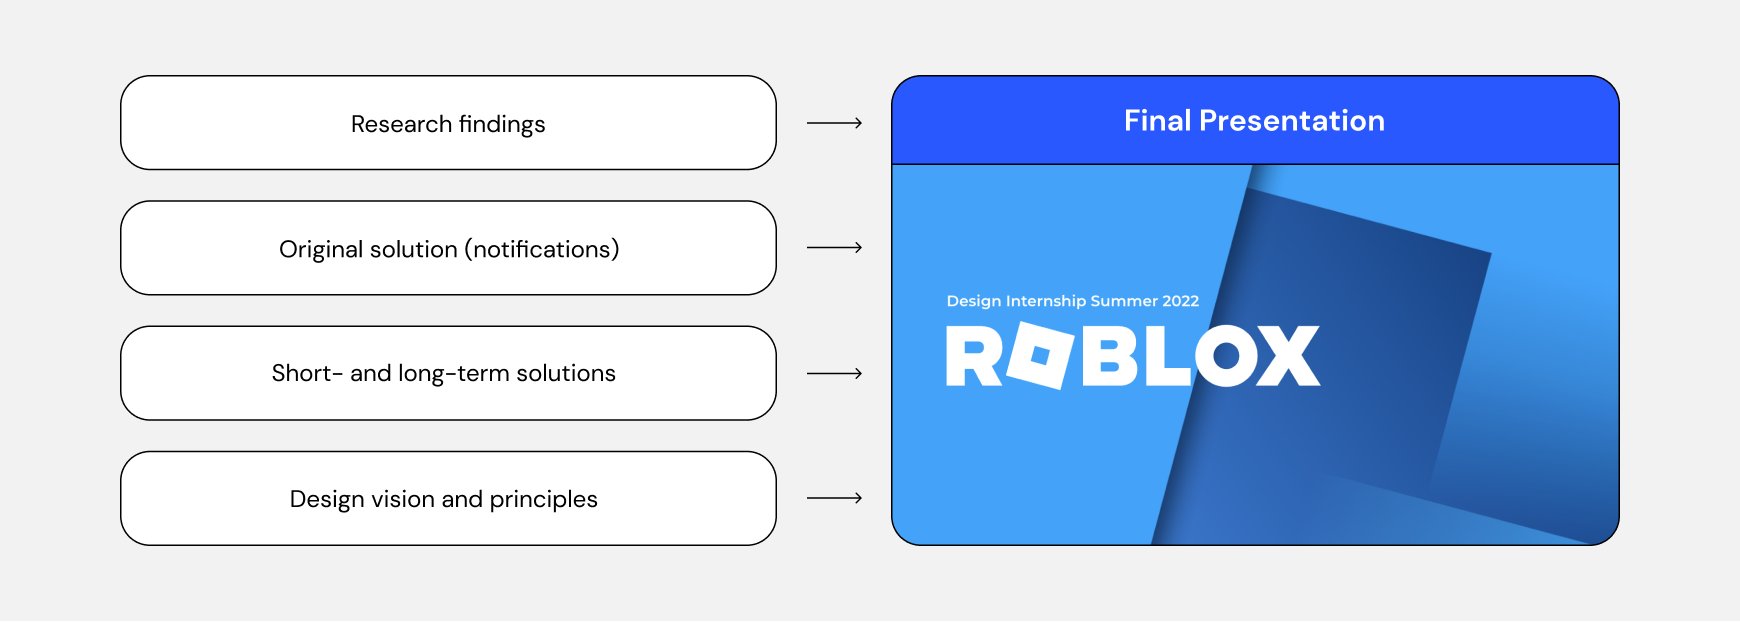 Research findings
Original solution (notifications)
Short- and long-term solutions
Design vision and principles
Final Presentation
Design Internship Summer 2022
ROBLOX